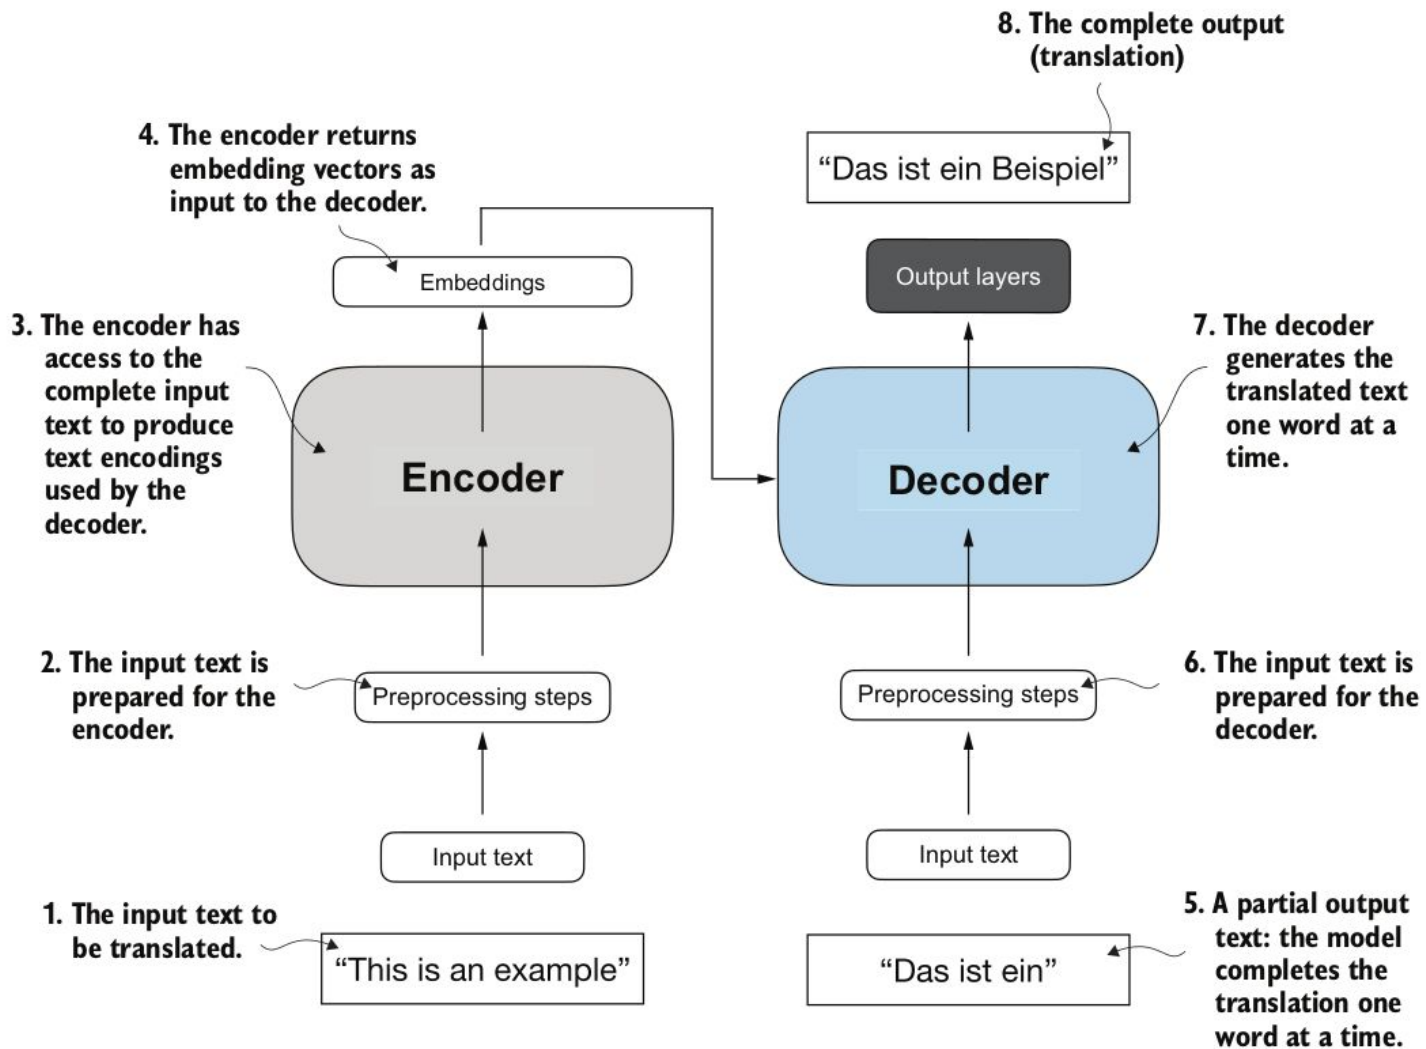 8. The complete output
(translation)
4. The encoder returns
embedding vectors as
input to the decoder.
“Das ist ein Beispiel”
Embeddings
Output layers
3. The encoder has
access to the
complete input
text to produce
text encodings
used by the
decoder.
7. The decoder
generates the
translated text
one word at a
time.
Encoder
Decoder
2. The input text is
prepared for the
encoder.
Preprocessing steps
Preprocessing steps
6. The input text is
prepared for the
decoder.
Input text
Input text
1. The input text to
be translated.
“This is an example”
“Das ist ein”
5. A partial output
text: the model
completes the
translation one
word at a time.